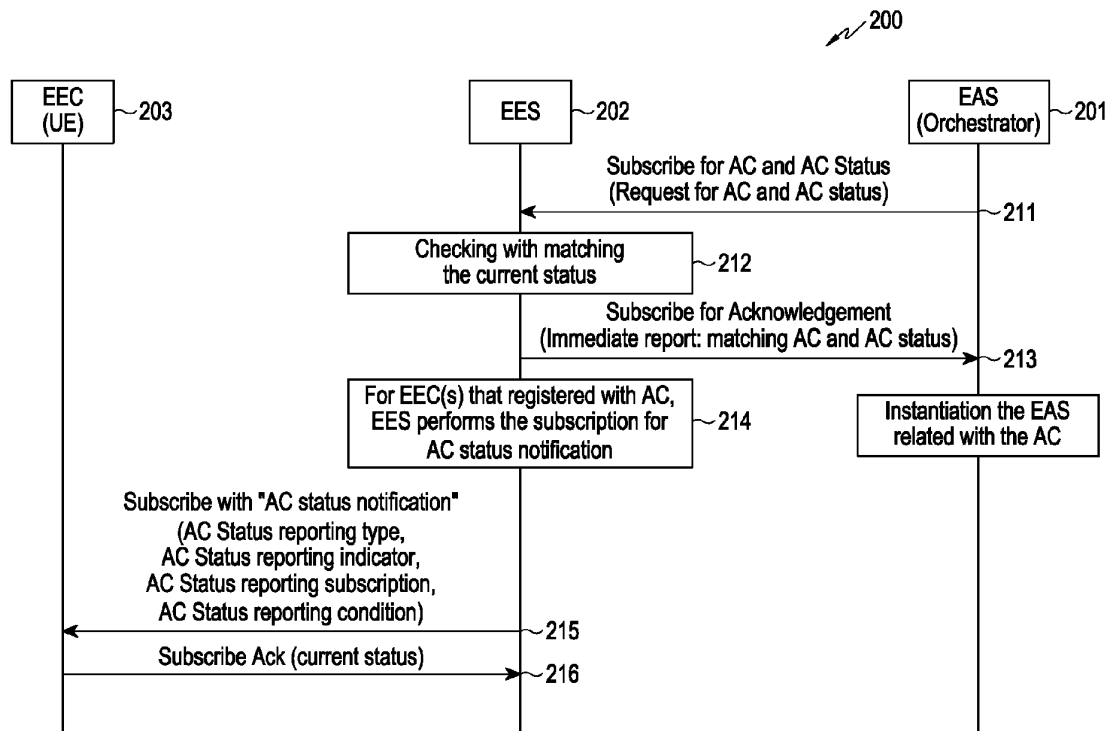 200
EEC
(UE)
203
EES
202
EAS
(Orchestrator)
201
Subscribe for AC and AC Status
(Request for AC and AC status)
211
Checking with matching
the current status
212
Subscribe for Acknowledgement
(Immediate report: matching AC and AC status)
213
For EEC(s) that registered with AC,
EES performs the subscription for
AC status notification
214
Instantiation the EAS
related with the AC
Subscribe with "AC status notification"
(AC Status reporting type,
AC Status reporting indicator,
AC Status reporting subscription,
AC Status reporting condition)
215
Subscribe Ack (current status)
216